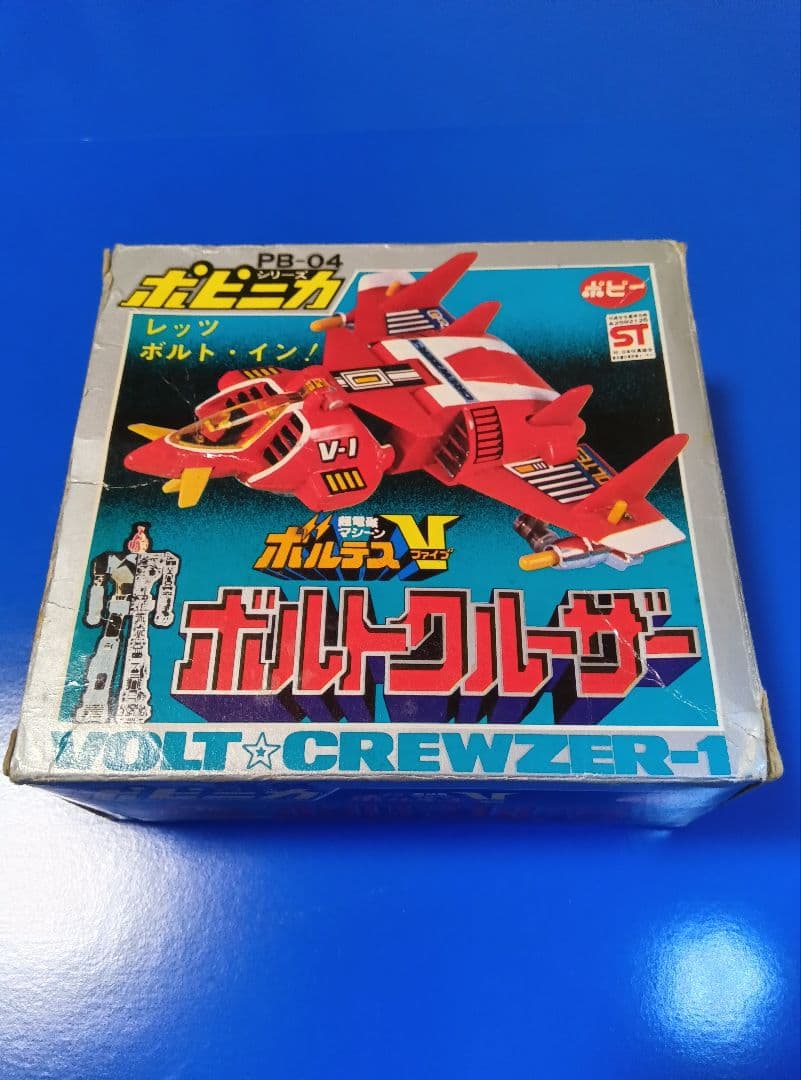 PB-04
ポピニカ
シリーズ
ポピー
レッツ
ボルト・イン!
ST
V-1
超電磁
マシーン
ボルテスV
ファイブ
ボルトクルーザー
VOLT☆CREWZER-1